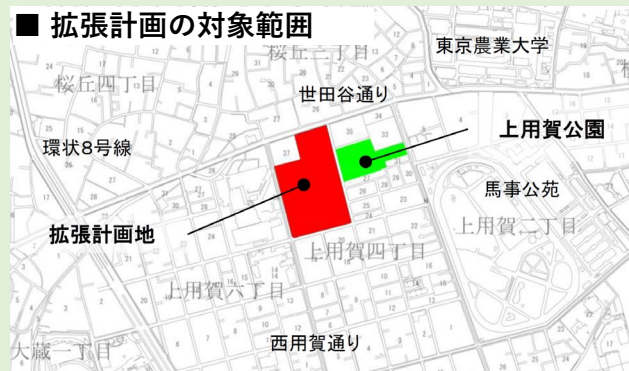 ■ 拡張計画の対象範囲
東京農業大学
桜丘三丁目
桜丘四丁目
世田谷通り
環状8号線
上用賀公園
馬事公苑
拡張計画地
上用賀二丁目
上用賀四丁目
上用賀六丁目
西用賀通り
大蔵一丁目